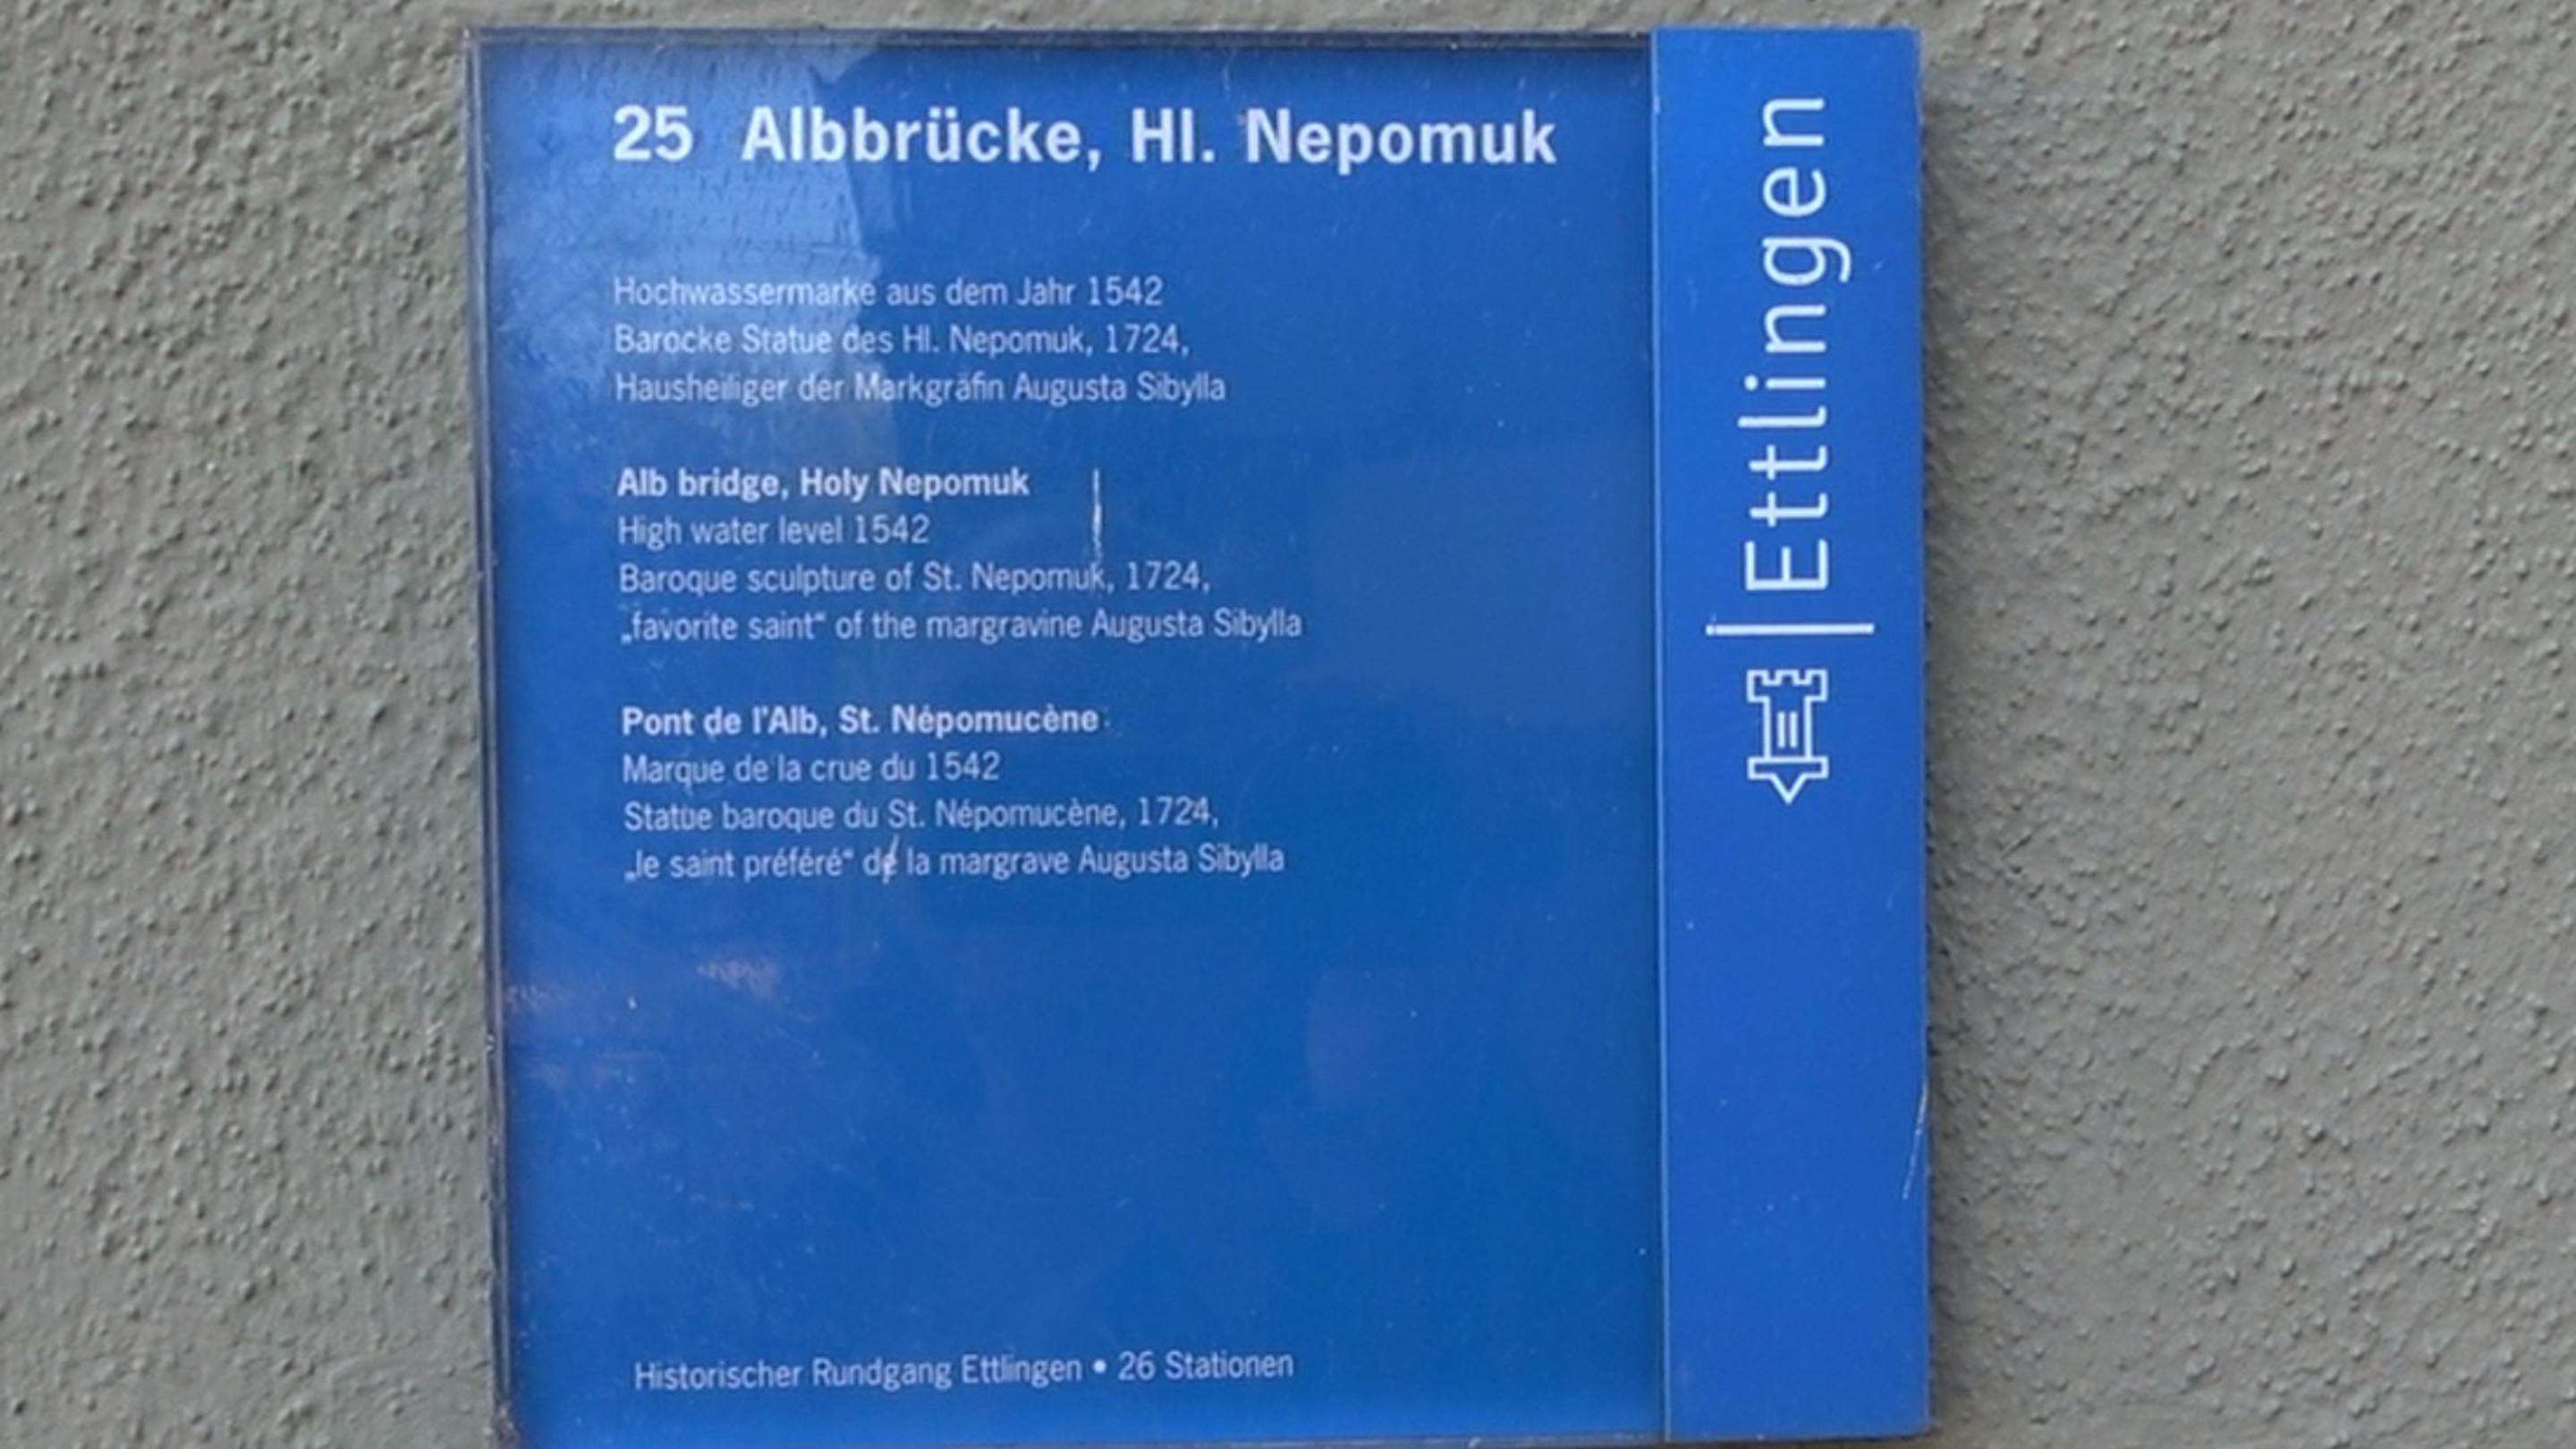 25 Albbrücke, Hl. Nepomuk
Hochwassermarke aus dem Jahr 1542
Barocke Statue des Hl. Nepomuk, 1724,
Hausheiliger der Markgräfin Augusta Sibylla
Alb bridge, Holy Nepomuk
High water level 1542
Baroque sculpture of St. Nepomuk, 1724,
„favorite saint“ of the margravine Augusta Sibylla
Pont de l'Alb, St. Népomucène
Marque de la crue du 1542
Statue baroque du St. Népomucène, 1724,
„le saint préféré“ de la margrave Augusta Sibylla
Historischer Rundgang Ettlingen • 26 Stationen
Ettlingen